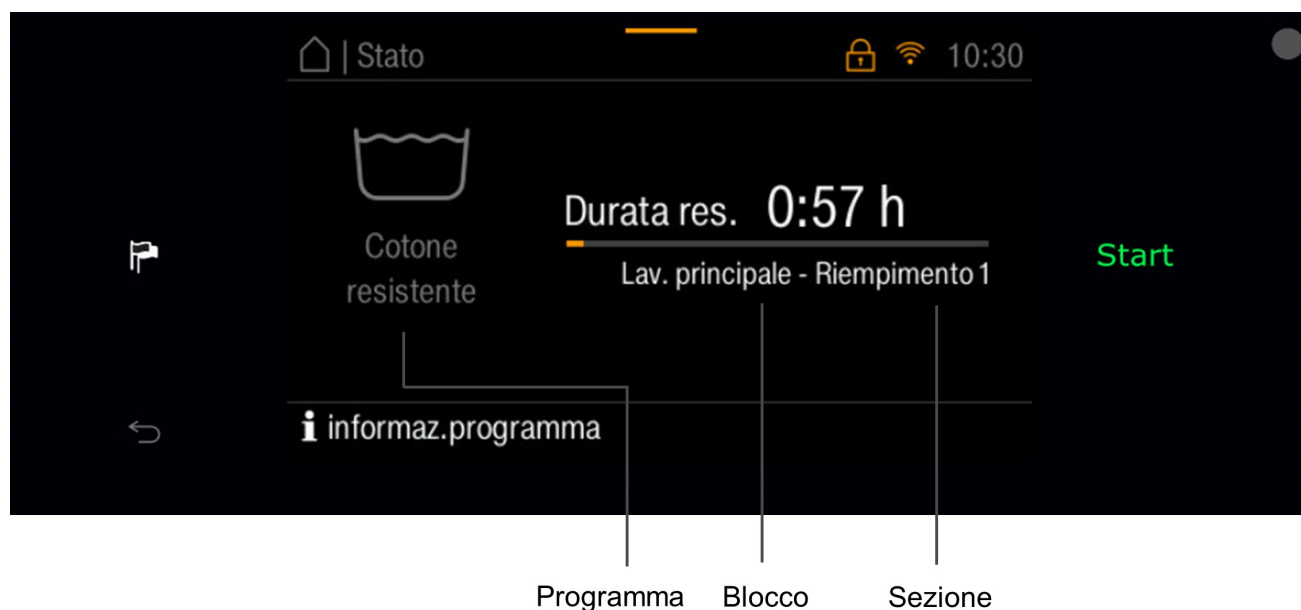 | Stato
10:30
Durata res. 0:57 h
Cotone
resistente
Lav. principale - Riempimento 1
Start
i informaz.programma
Programma Blocco Sezione